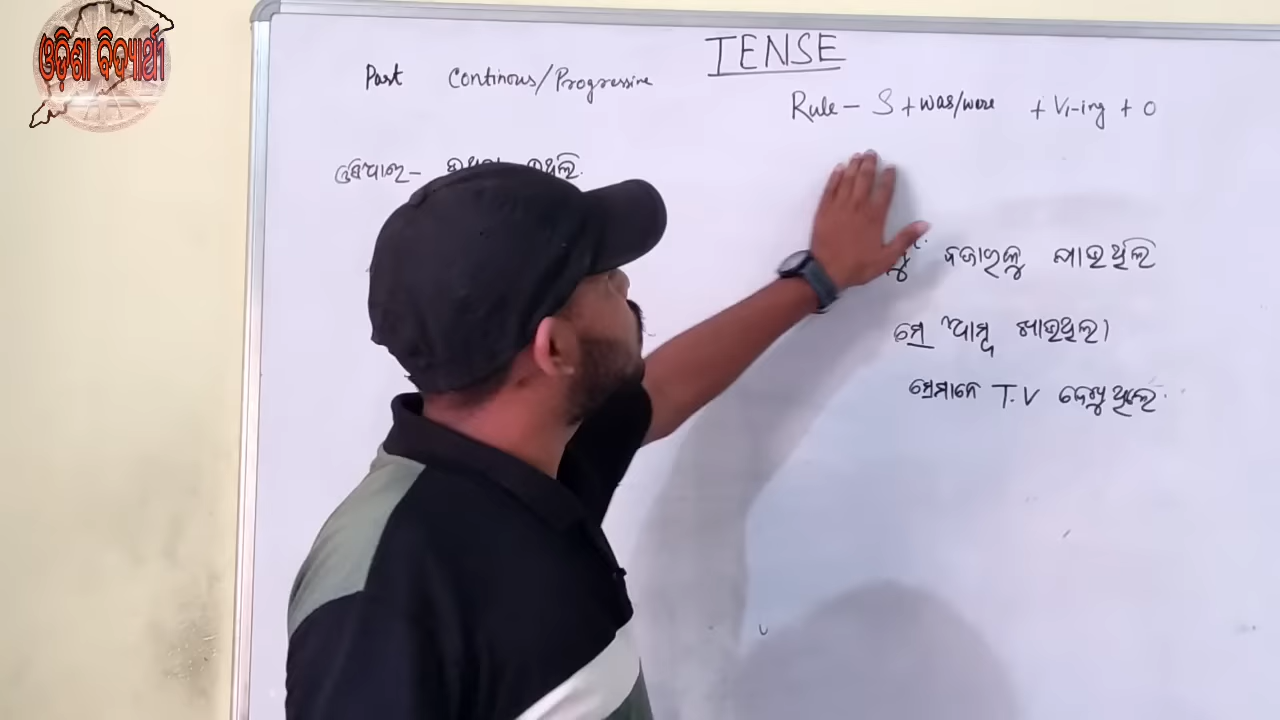 ଓଡ଼ିଶା ବିଦ୍ୟାର୍ଥୀ
TENSE
Past Continous/Progressive
Rule - S + was/were + V₁-ing + O
ବଜାରକୁ ଯାଉଥିଲି
ସେ ଆମ୍ବ ଖାଉଥିଲା।
ସେମାନେ T.V ଦେଖୁଥିଲେ.